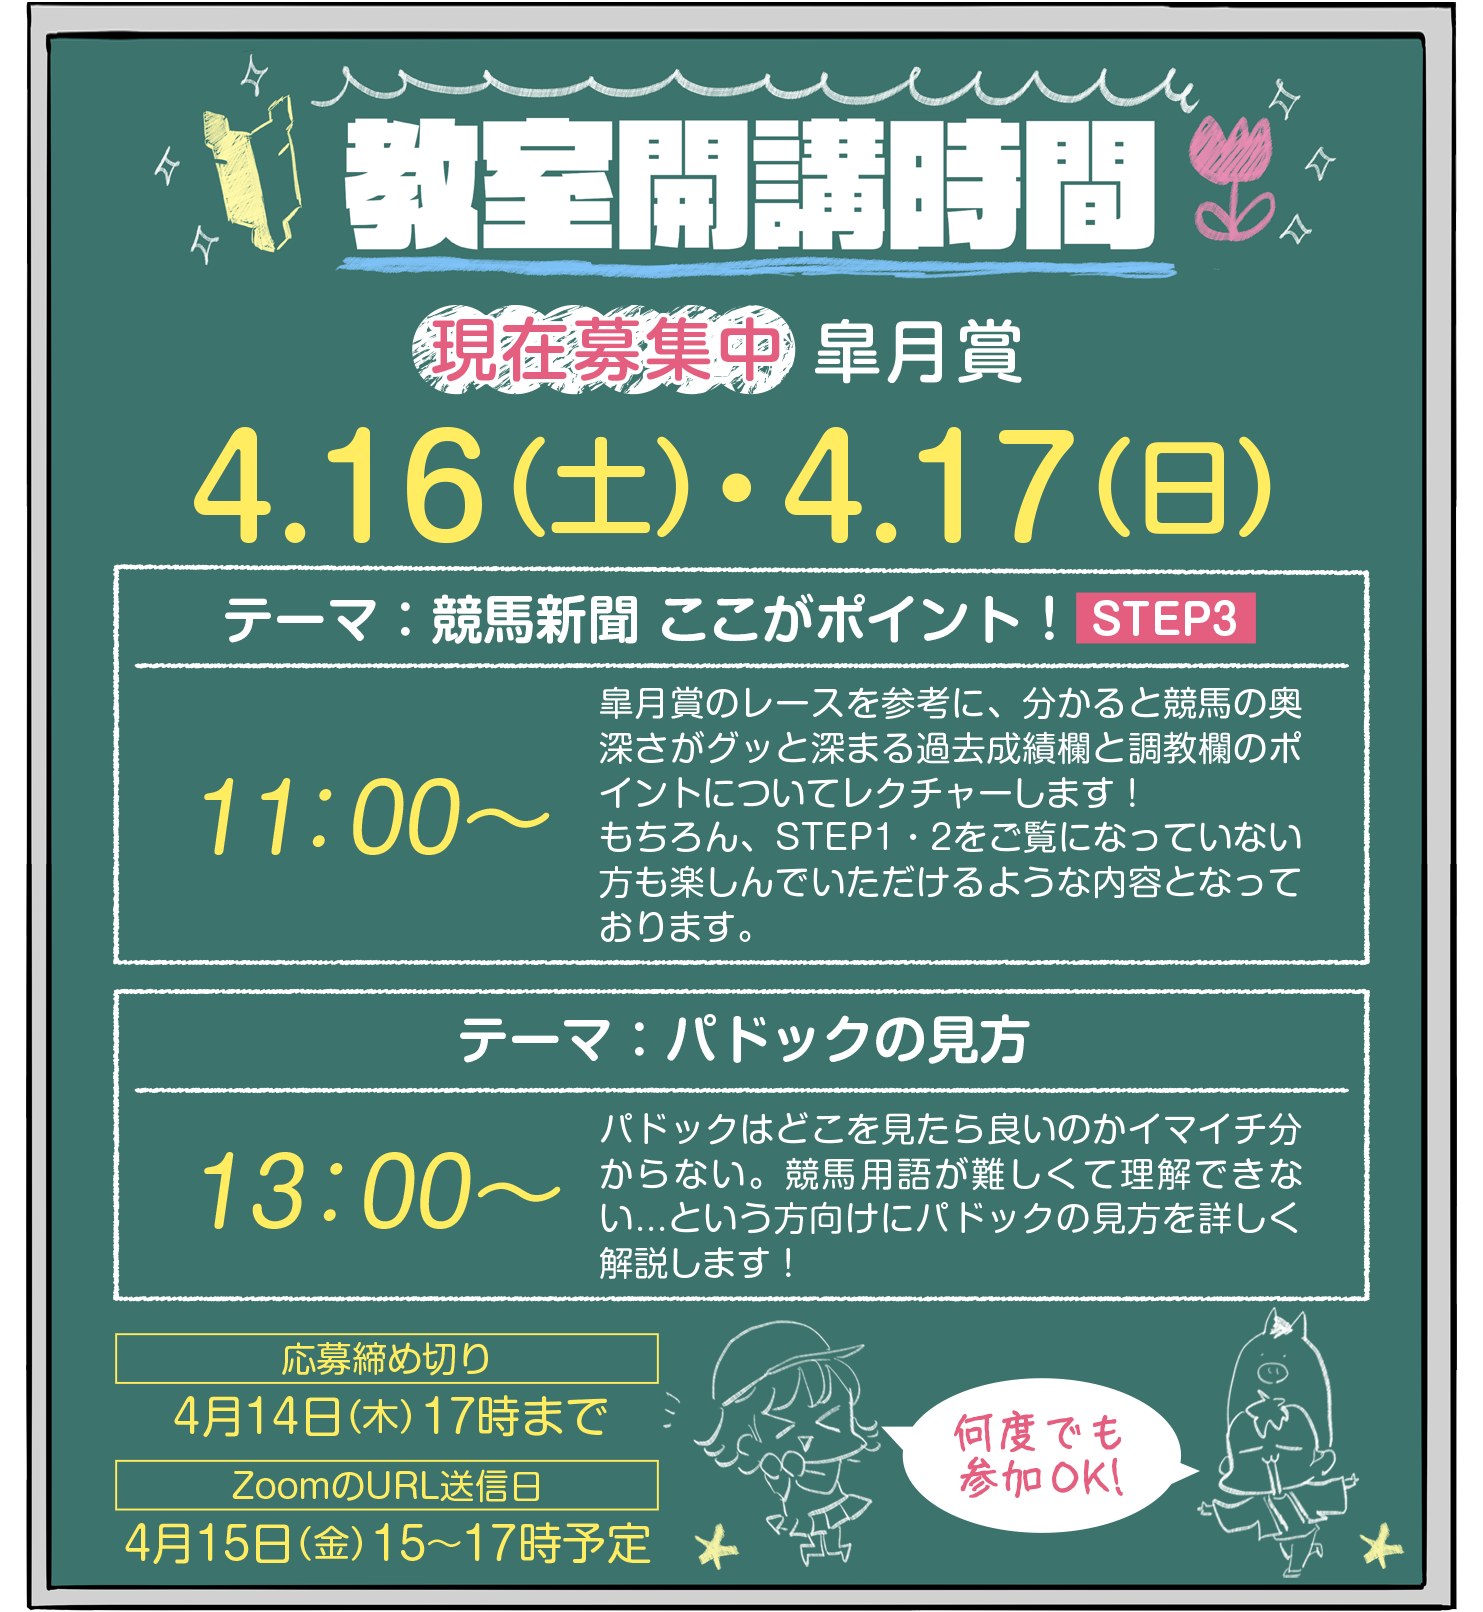 教室開講時間
現在募集中 皐月賞
4.16(土)・4.17(日)
テーマ：競馬新聞 ここがポイント！ STEP3
11:00〜
皐月賞のレースを参考に、分かると競馬の奥
深さがグッと深まる過去成績欄と調教欄のポ
イントについてレクチャーします！
もちろん、STEP1・2をご覧になっていない
方も楽しんでいただけるような内容となって
おります。
テーマ：パドックの見方
13:00〜
パドックはどこを見たら良いのかイマイチ分
からない。競馬用語が難しくて理解できな
い…という方向けにパドックの見方を詳しく
解説します！
応募締め切り
4月14日(木)17時まで
ZoomのURL送信日
4月15日(金)15〜17時予定
何度でも
参加OK!